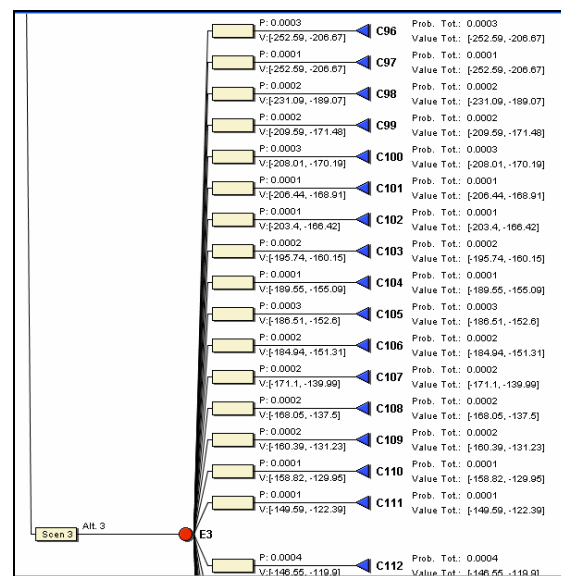 P: 0.0003
V:[-252.59, -206.67]
C96
Prob. Tot.: 0.0003
Value Tot.: [-252.59, -206.67]
P: 0.0001
V:[-252.59, -206.67]
C97
Prob. Tot.: 0.0001
Value Tot.: [-252.59, -206.67]
P: 0.0002
V:[-231.09, -189.07]
C98
Prob. Tot.: 0.0002
Value Tot.: [-231.09, -189.07]
P: 0.0002
V:[-209.59, -171.48]
C99
Prob. Tot.: 0.0002
Value Tot.: [-209.59, -171.48]
P: 0.0003
V:[-208.01, -170.19]
C100
Prob. Tot.: 0.0003
Value Tot.: [-208.01, -170.19]
P: 0.0001
V:[-206.44, -168.91]
C101
Prob. Tot.: 0.0001
Value Tot.: [-206.44, -168.91]
P: 0.0001
V:[-203.4, -166.42]
C102
Prob. Tot.: 0.0001
Value Tot.: [-203.4, -166.42]
P: 0.0002
V:[-195.74, -160.15]
C103
Prob. Tot.: 0.0002
Value Tot.: [-195.74, -160.15]
P: 0.0001
V:[-189.55, -155.09]
C104
Prob. Tot.: 0.0001
Value Tot.: [-189.55, -155.09]
P: 0.0003
V:[-186.51, -152.6]
C105
Prob. Tot.: 0.0003
Value Tot.: [-186.51, -152.6]
P: 0.0002
V:[-184.94, -151.31]
C106
Prob. Tot.: 0.0002
Value Tot.: [-184.94, -151.31]
P: 0.0002
V:[-171.1, -139.99]
C107
Prob. Tot.: 0.0002
Value Tot.: [-171.1, -139.99]
P: 0.0002
V:[-168.05, -137.5]
C108
Prob. Tot.: 0.0002
Value Tot.: [-168.05, -137.5]
P: 0.0002
V:[-160.39, -131.23]
C109
Prob. Tot.: 0.0002
Value Tot.: [-160.39, -131.23]
P: 0.0001
V:[-158.82, -129.95]
C110
Prob. Tot.: 0.0001
Value Tot.: [-158.82, -129.95]
P: 0.0001
V:[-149.59, -122.39]
C111
Prob. Tot.: 0.0001
Value Tot.: [-149.59, -122.39]
Scen 3
Alt. 3
E3
P: 0.0004
V:[-146.55, -119.9]
C112
Prob. Tot.: 0.0004
Value Tot.: [-146.55, -119.9]